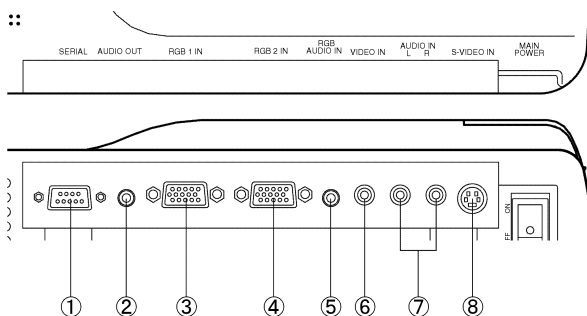 SERIAL AUDIO OUT RGB 1 IN RGB 2 IN RGB AUDIO IN VIDEO IN AUDIO IN L R S-VIDEO IN MAIN POWER
ON
FF
① ② ③ ④ ⑤ ⑥ ⑦ ⑧